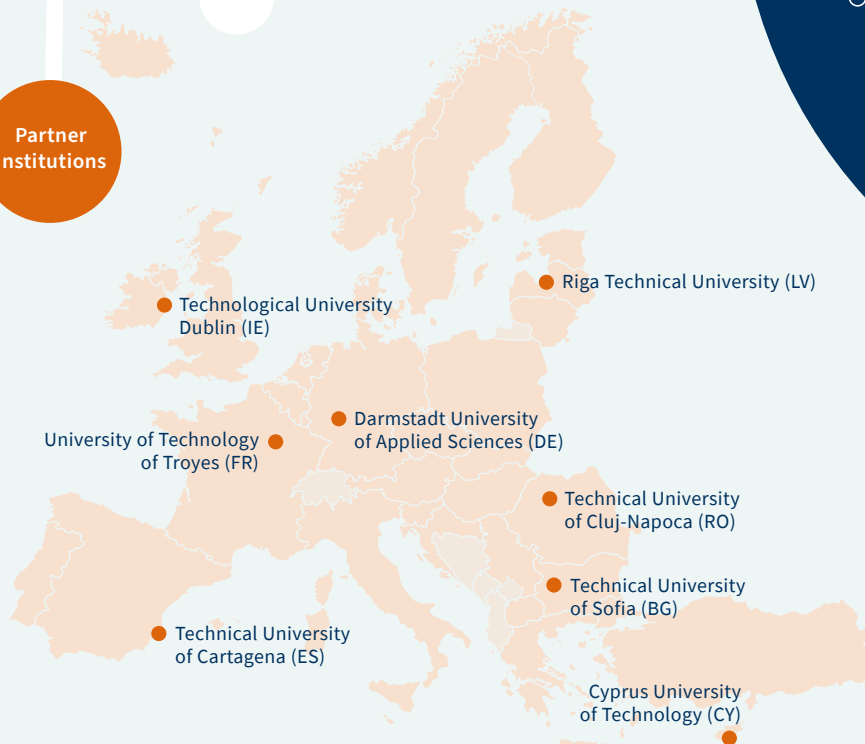 Partner
nstitutions
Riga Technical University (LV)
Technological University
Dublin (IE)
Darmstadt University
of Applied Sciences (DE)
University of Technology
of Troyes (FR)
Technical University
of Cluj-Napoca (RO)
Technical University
of Sofia (BG)
Technical University
of Cartagena (ES)
Cyprus University
of Technology (CY)